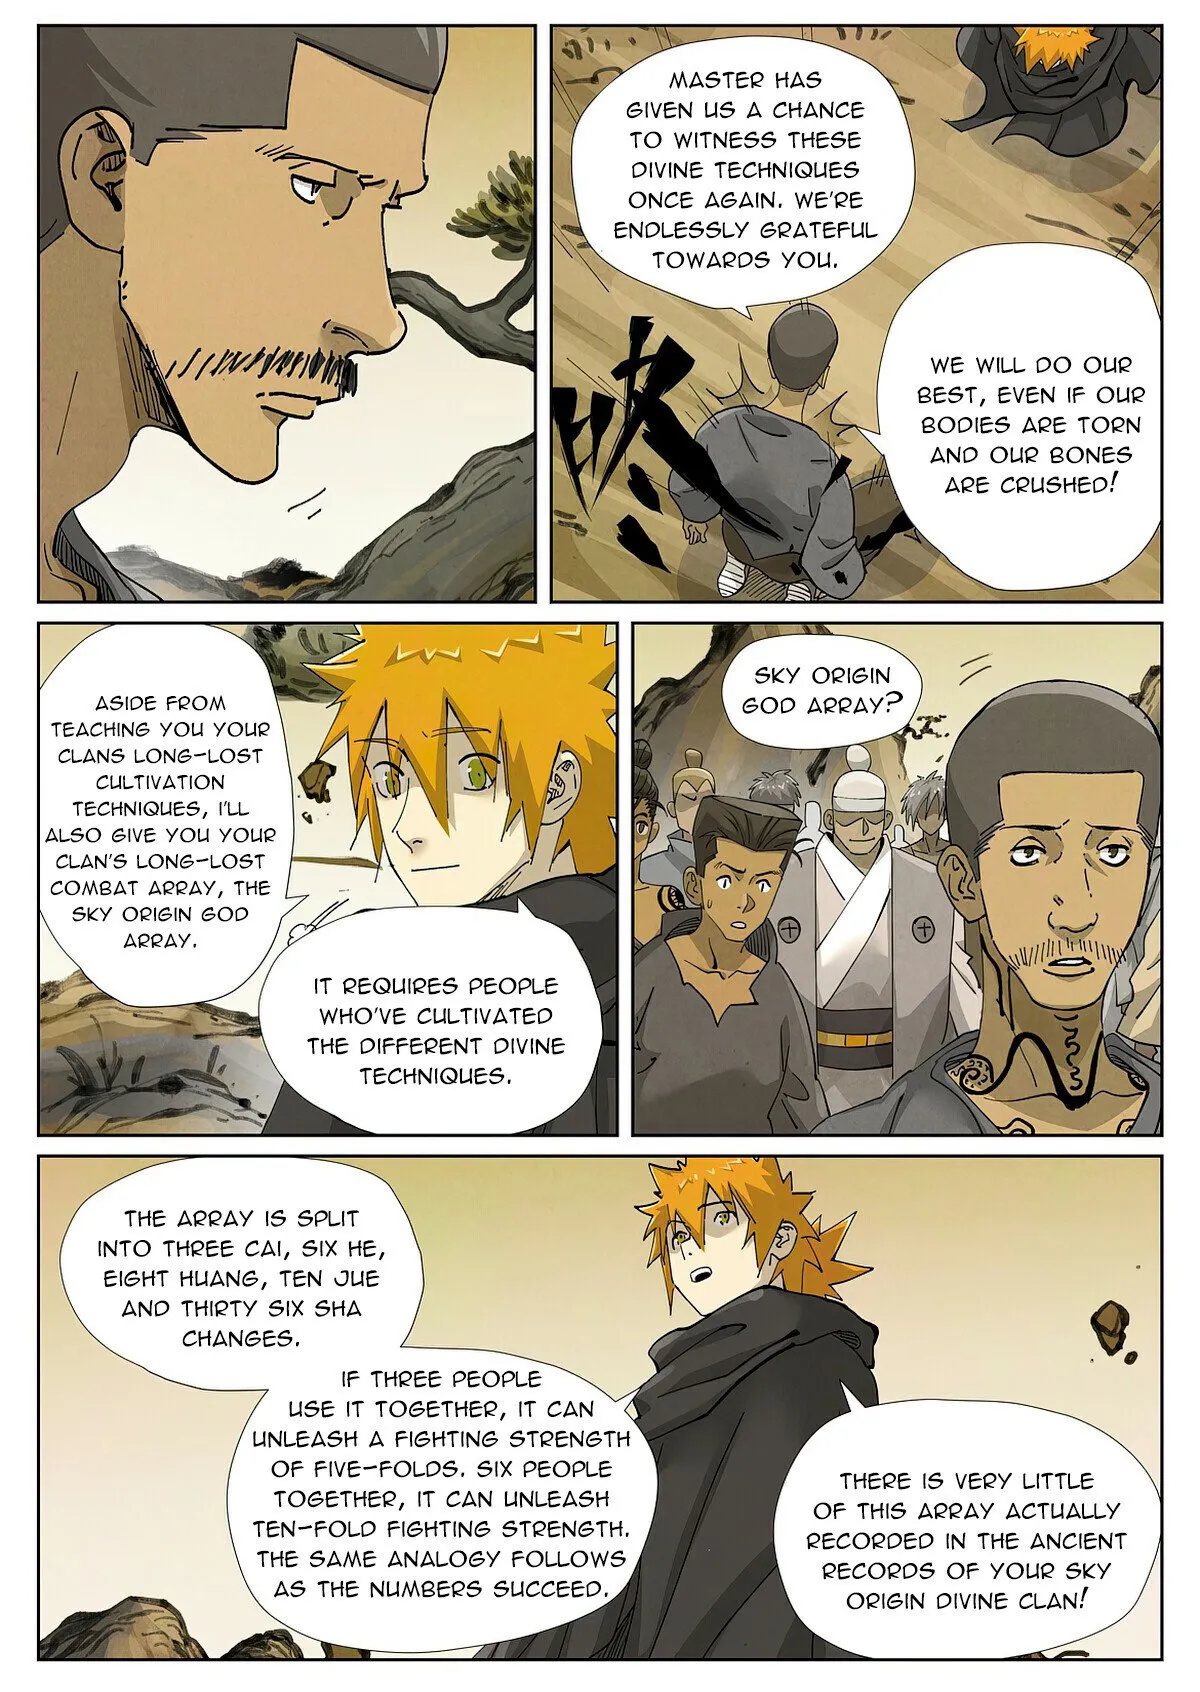 MASTER HAS
GIVEN US A CHANCE
TO WITNESS THESE
DIVINE TECHNIQUES
ONCE AGAIN. WE'RE
ENDLESSLY GRATEFUL
TOWARDS YOU.
WE WILL DO OUR
BEST, EVEN IF OUR
BODIES ARE TORN
AND OUR BONES
ARE CRUSHED!
ASIDE FROM
TEACHING YOU YOUR
CLANS LONG-LOST
CULTIVATION
TECHNIQUES, I'LL
ALSO GIVE YOU YOUR
CLAN'S LONG-LOST
COMBAT ARRAY, THE
SKY ORIGIN GOD
ARRAY.
IT REQUIRES PEOPLE
WHO'VE CULTIVATED
THE DIFFERENT DIVINE
TECHNIQUES.
SKY ORIGIN
GOD ARRAY?
THE ARRAY IS SPLIT
INTO THREE CAI, SIX HE,
EIGHT HUANG, TEN JUE
AND THIRTY SIX SHA
CHANGES.
IF THREE PEOPLE
USE IT TOGETHER, IT CAN
UNLEASH A FIGHTING STRENGTH
OF FIVE-FOLDS. SIX PEOPLE
TOGETHER, IT CAN UNLEASH
TEN-FOLD FIGHTING STRENGTH.
THE SAME ANALOGY FOLLOWS
AS THE NUMBERS SUCCEED.
THERE IS VERY LITTLE
OF THIS ARRAY ACTUALLY
RECORDED IN THE ANCIENT
RECORDS OF YOUR SKY
ORIGIN DIVINE CLAN!